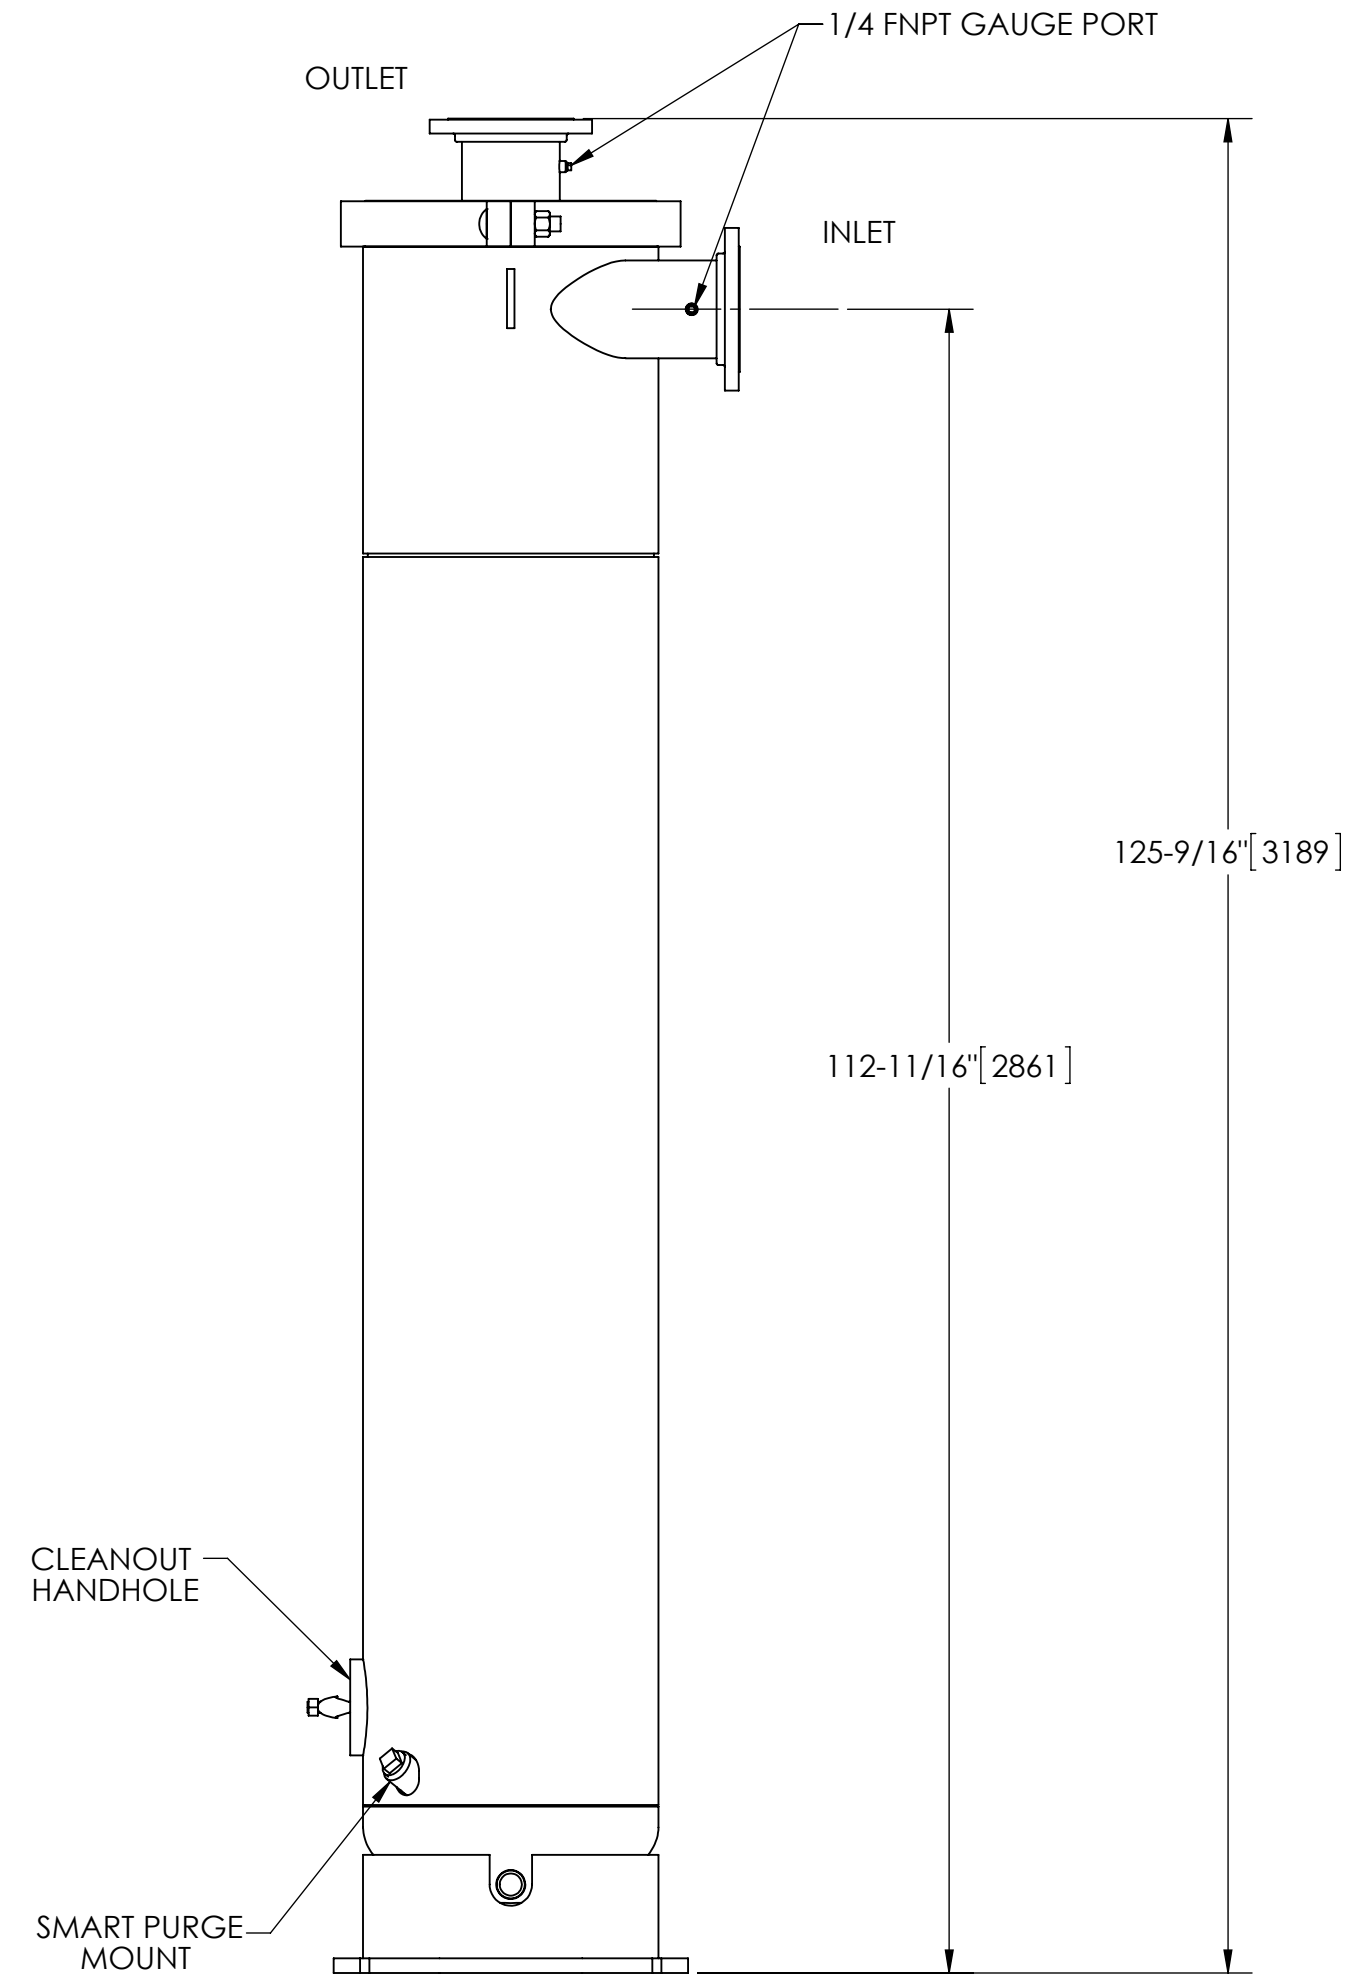 1/4 FNPT GAUGE PORT
OUTLET
INLET
125-9/16"[3189]
112-11/16"[2861]
CLEANOUT
HANDHOLE
SMART PURGE
MOUNT